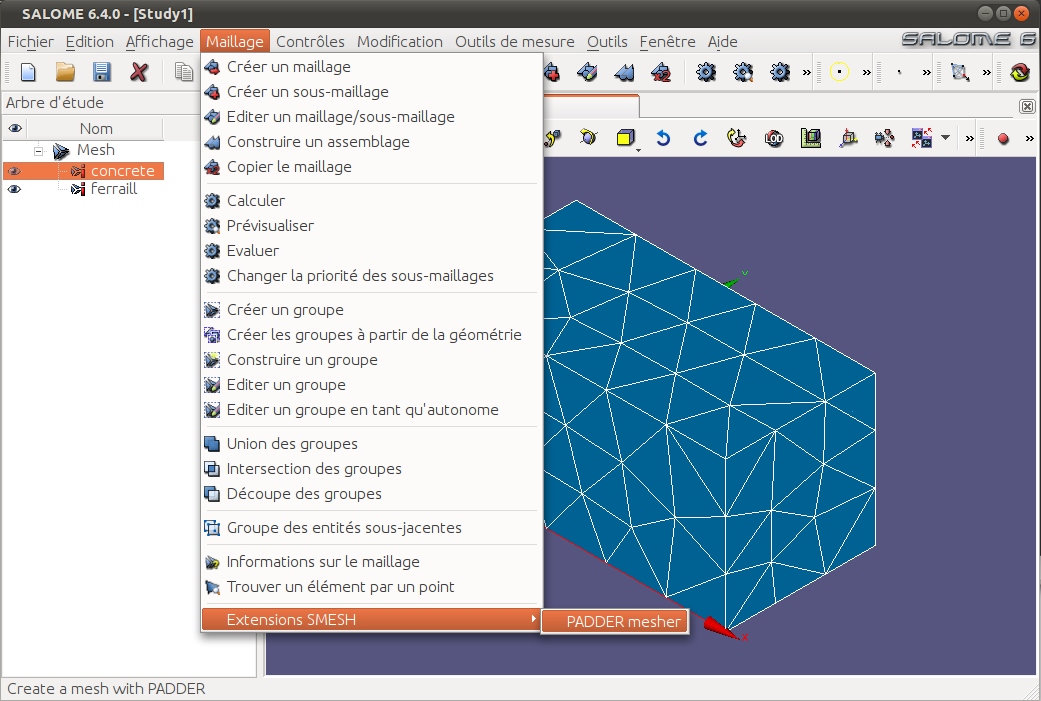 SALOME 6.4.0 - [Study1]
Fichier Edition Affichage Maillage Contrôles Modification Outils de mesure Outils Fenêtre Aide SALOME 6
Arbre d'étude
Nom
Mesh
concrete
ferraill
Créer un maillage
Créer un sous-maillage
Editer un maillage/sous-maillage
Construire un assemblage
Copier le maillage
Calculer
Prévisualiser
Evaluer
Changer la priorité des sous-maillages
Créer un groupe
Créer les groupes à partir de la géométrie
Construire un groupe
Editer un groupe
Editer un groupe en tant qu'autonome
Union des groupes
Intersection des groupes
Découpe des groupes
Groupe des entités sous-jacentes
Informations sur le maillage
Trouver un élément par un point
Extensions SMESH
PADDER mesher
LOD
Y
X
Create a mesh with PADDER